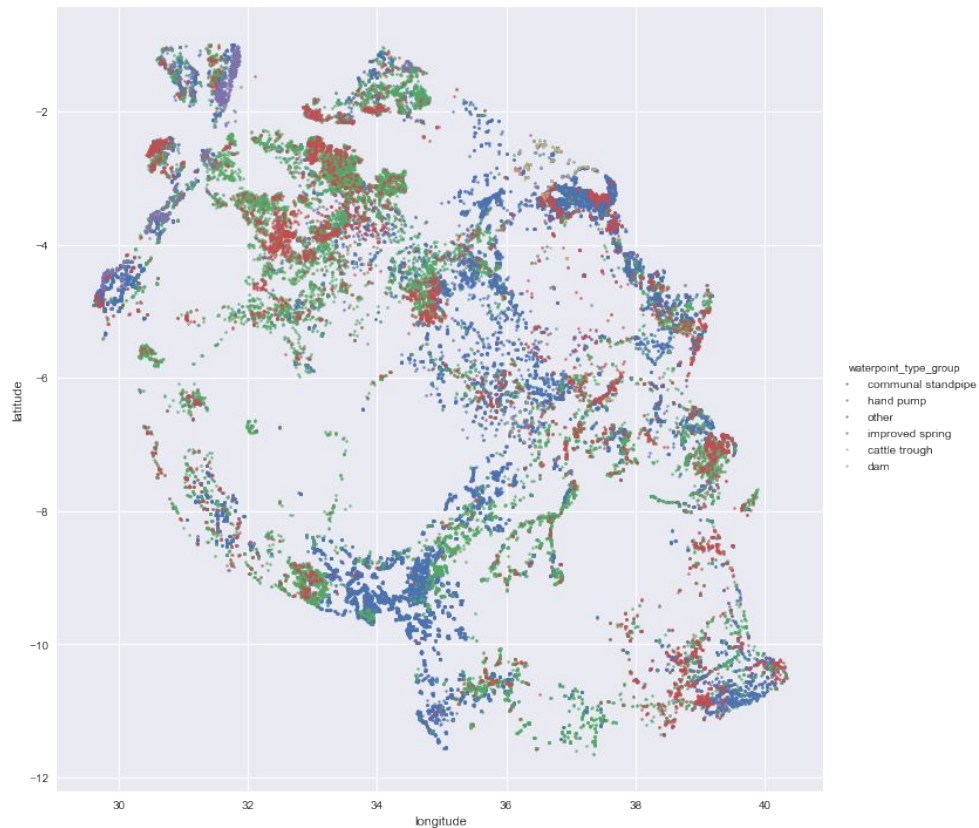 −2
−4
−6
−8
−10
−12
latitude
30
32
34
36
38
40
longitude
waterpoint_type_group
communal standpipe
hand pump
other
improved spring
cattle trough
dam